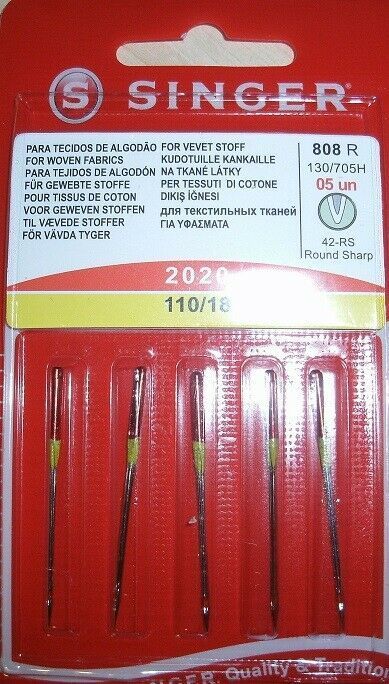 S SINGER
PARA TECIDOS DE ALGODÃO
FOR WOVEN FABRICS
PARA TEJIDOS DE ALGODÓN
FÜR GEWEBTE STOFFE
POUR TISSUS DE COTON
VOOR GEWEVEN STOFFEN
TIL VÆVEDE STOFFER
FÖR VÄVDA TYGER
FOR VEVET STOFF
KUDOTUILLE KANKAILLE
NA TKANÉ LÁTKY
PER TESSUTI DI COTONE
DIKIŞ İĞNESI
для текстильных тканей
ΓΙΑ ΥΦΑΣΜΑΤΑ
808 R
130/705H
05 un
42-RS
Round Sharp
2020
110/18
SINGER. Quality & Tradition